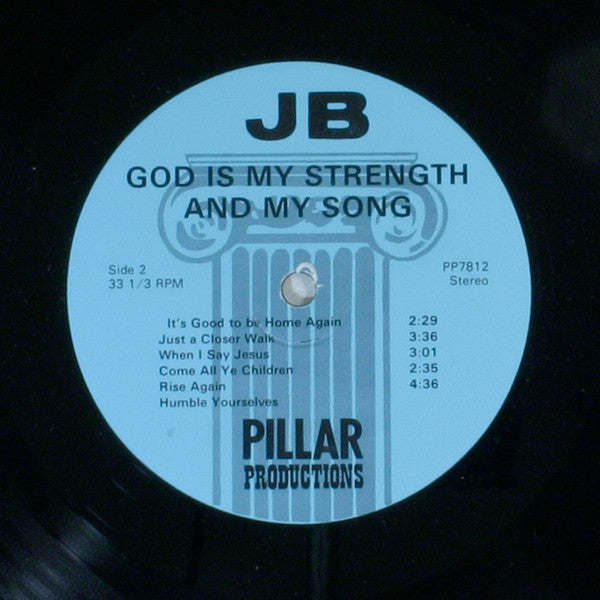 JB
GOD IS MY STRENGTH
AND MY SONG
Side 2
33 1/3 RPM
PP7812
Stereo
It's Good to be Home Again 2:29
Just a Closer Walk 3:36
When I Say Jesus 3:01
Come All Ye Children 2:35
Rise Again 4:36
Humble Yourselves
PILLAR
PRODUCTIONS